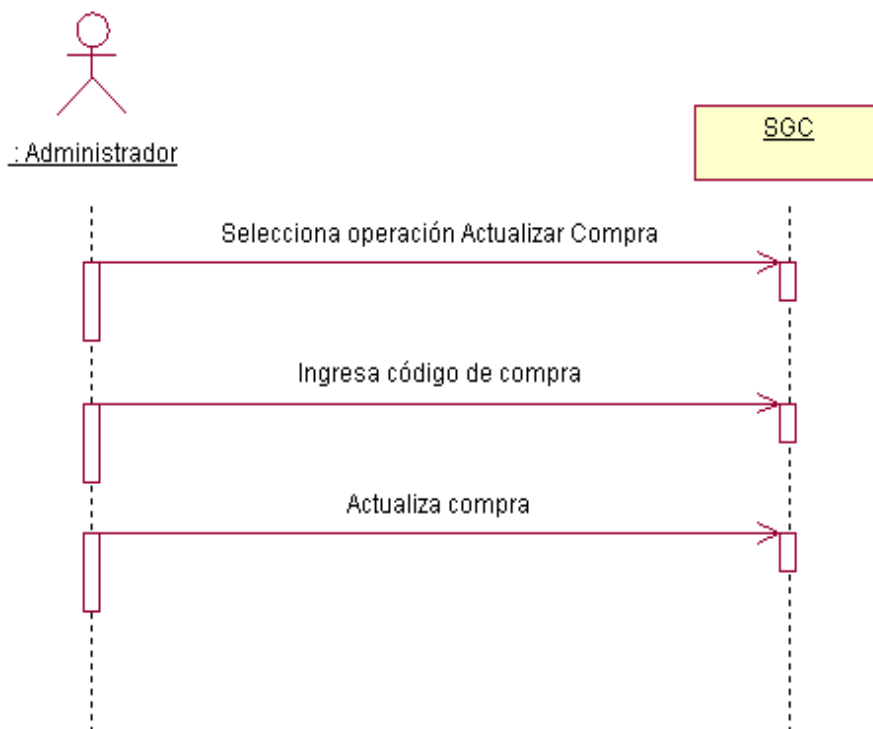 : Administrador
SGC
Selecciona operación Actualizar Compra
Ingresa código de compra
Actualiza compra